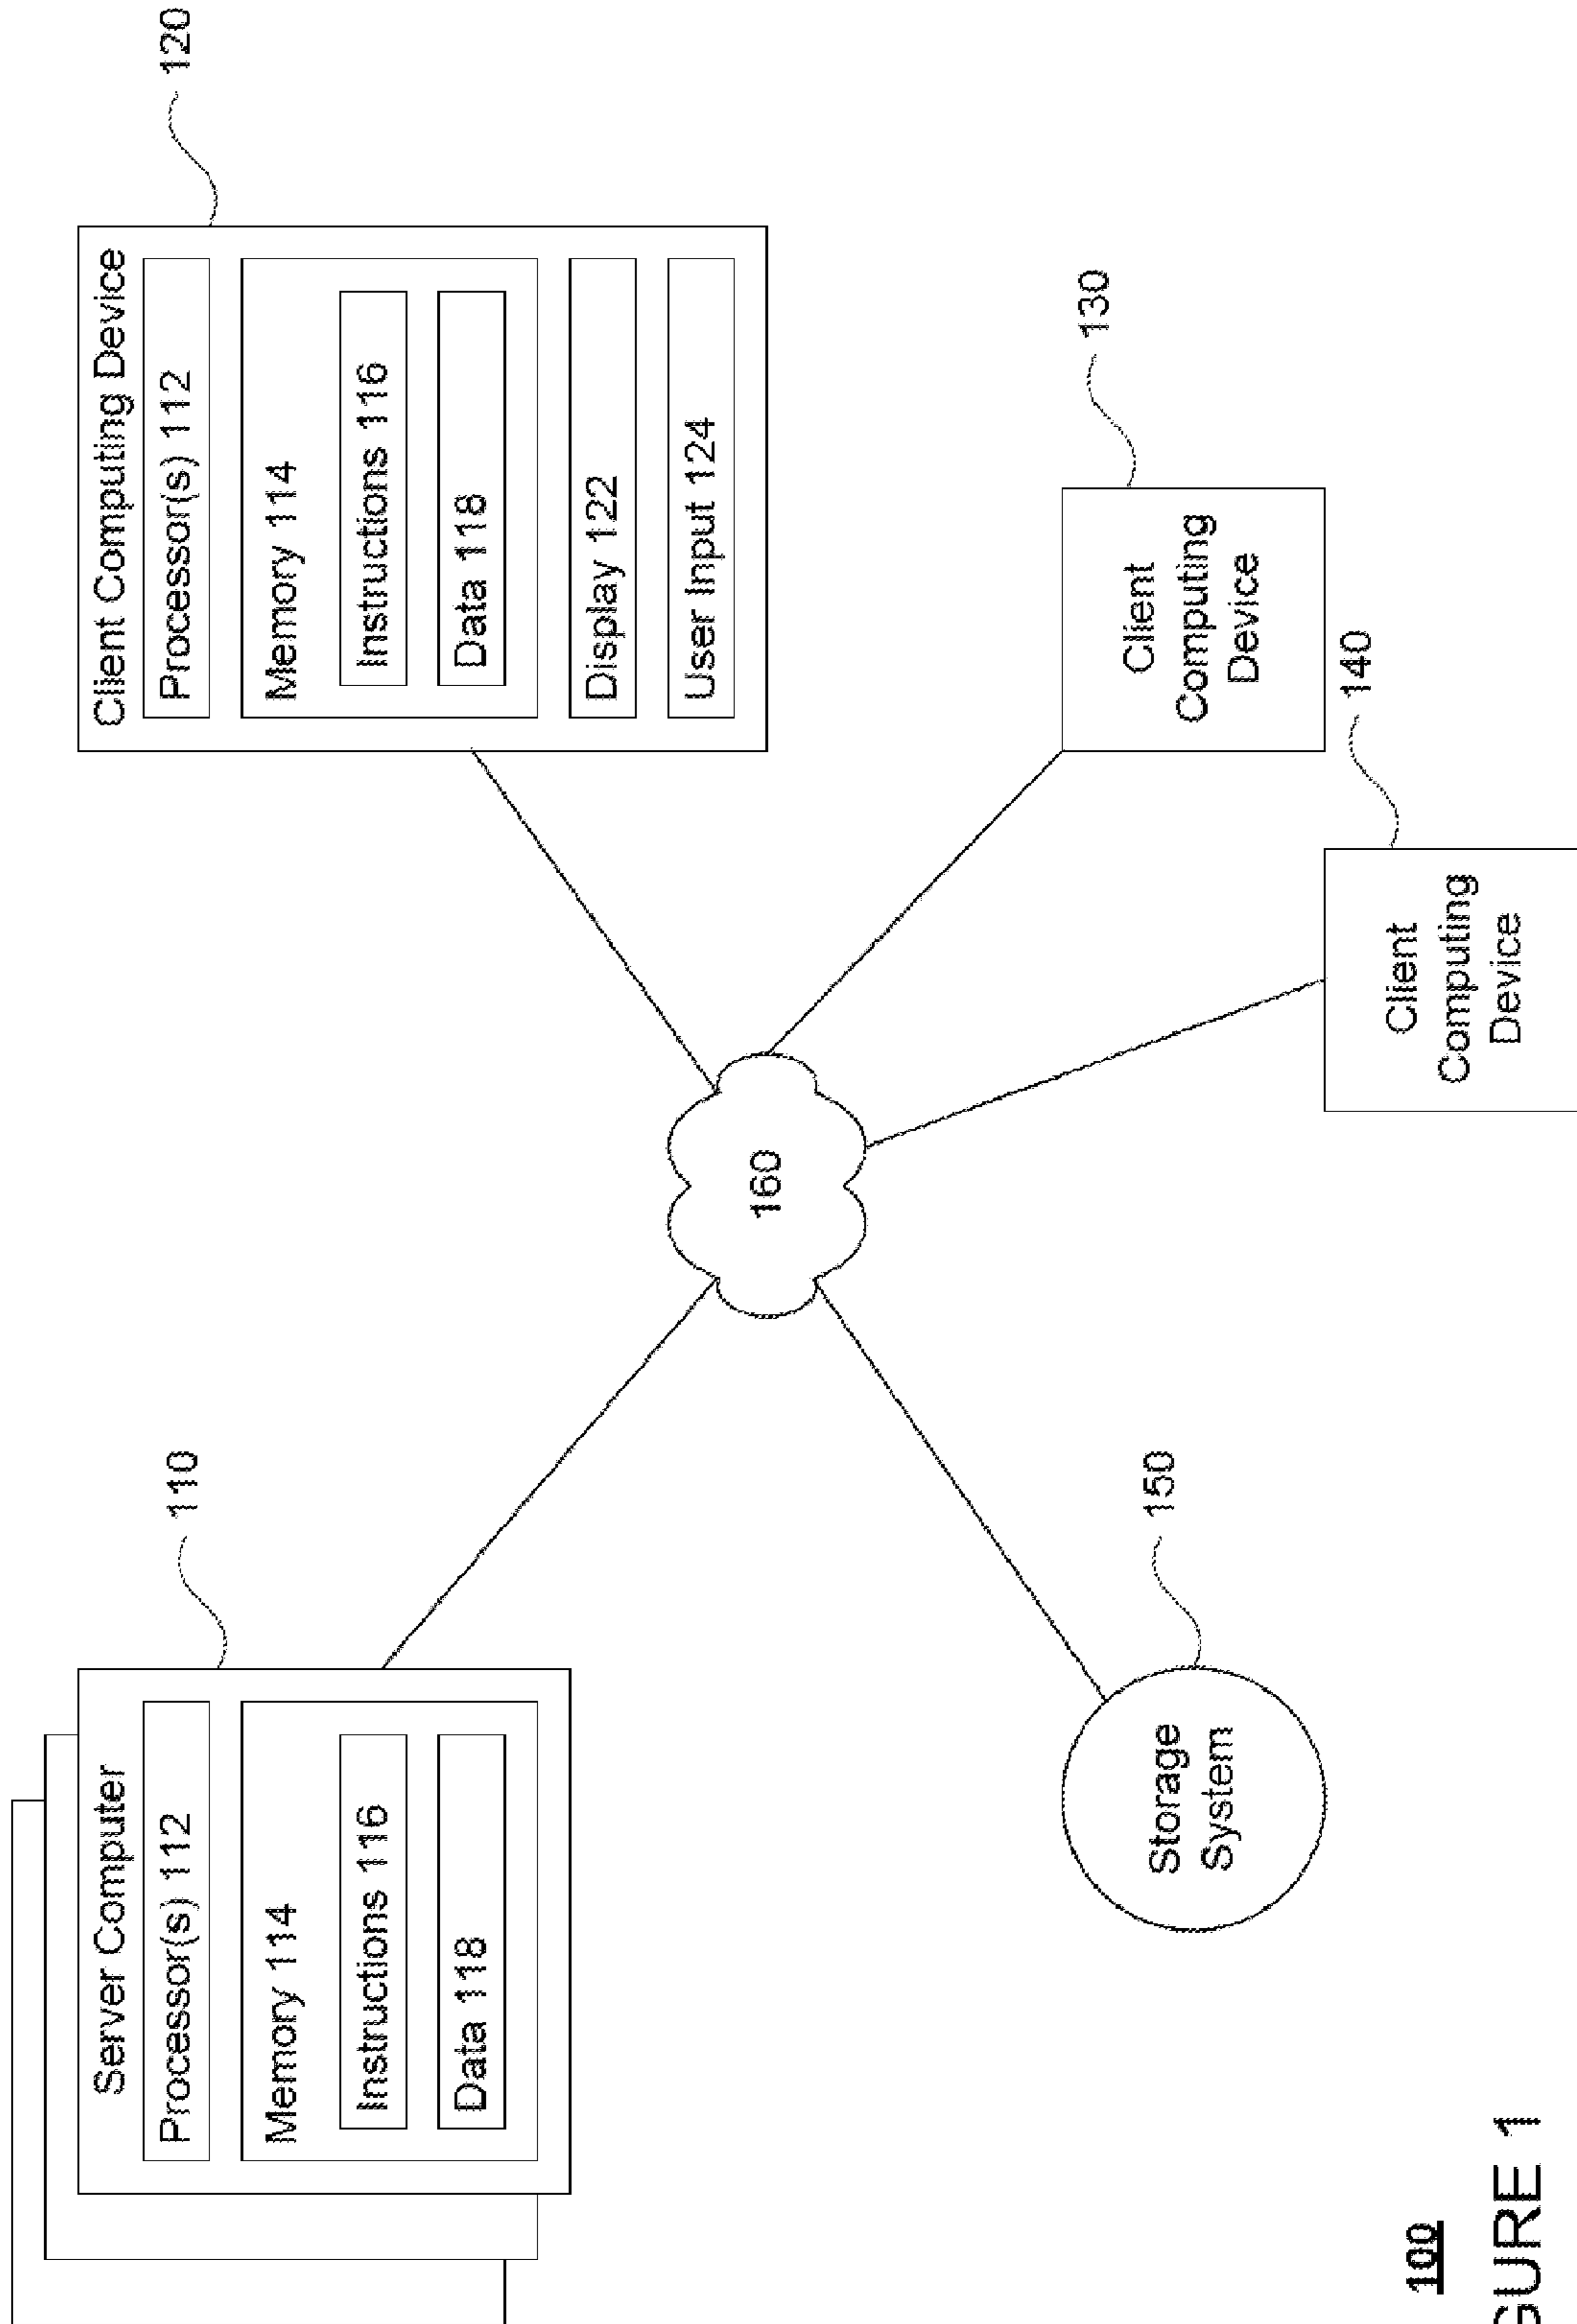 Server Computer
Processor(s) 112
Memory 114
Instructions 116
Data 118
110
Client Computing Device
Processor(s) 112
Memory 114
Instructions 116
Data 118
Display 122
User Input 124
120
160
Storage
System
150
Client
Computing
Device
130
Client
Computing
Device
140
100
GURE 1